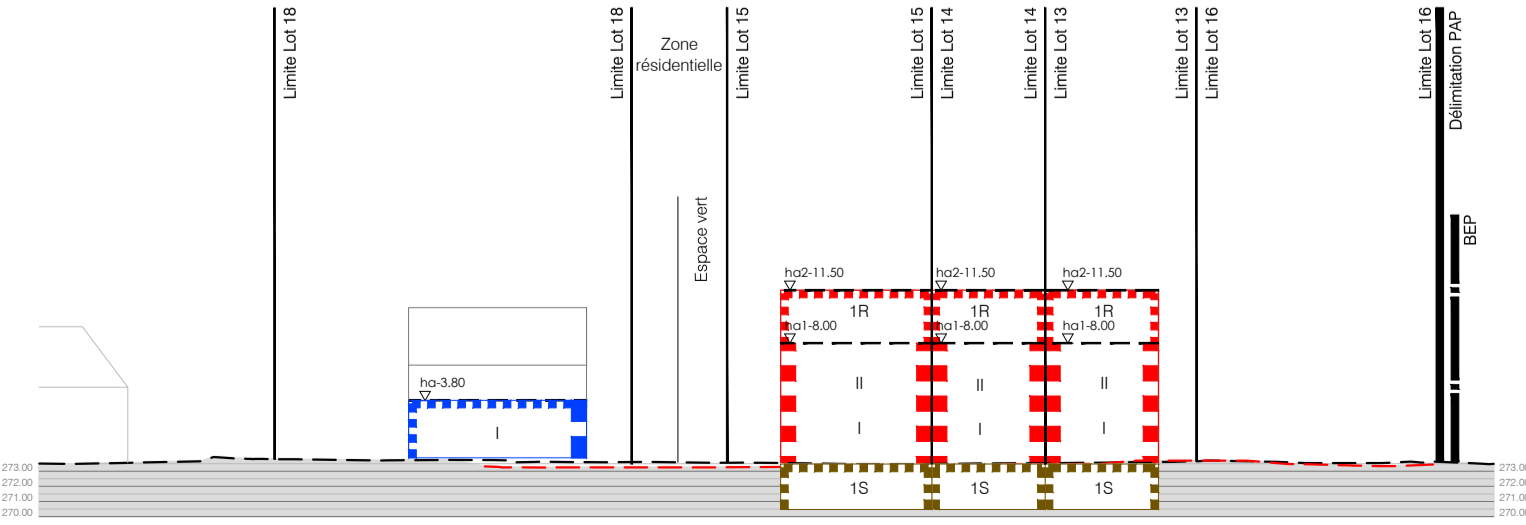 Limite Lot 18
Limite Lot 18
Zone
résidentielle
Limite Lot 15
Limite Lot 15
Limite Lot 14
Limite Lot 14
Limite Lot 13
Limite Lot 13
Limite Lot 16
Limite Lot 16
Délimitation PAP
Espace vert
BEP
ha2-11.50
ha2-11.50
ha2-11.50
1R
1R
1R
ha1-8.00
ha1-8.00
ha1-8.00
ha-3.80
II
II
II
I
I
I
I
273.00
272.00
271.00
270.00
1S
1S
1S
273.00
272.00
271.00
270.00